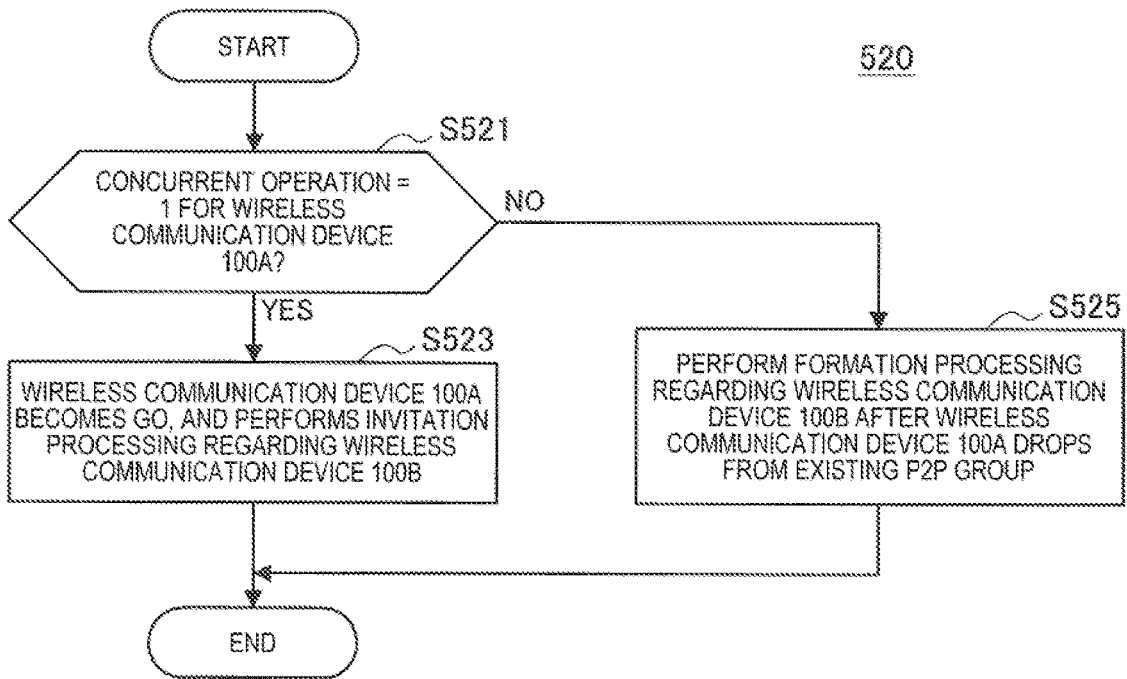 START
520
S521
CONCURRENT OPERATION =
1 FOR WIRELESS
COMMUNICATION DEVICE
100A?
NO
YES
S523
WIRELESS COMMUNICATION DEVICE 100A
BECOMES GO, AND PERFORMS INVITATION
PROCESSING REGARDING WIRELESS
COMMUNICATION DEVICE 100B
S525
PERFORM FORMATION PROCESSING
REGARDING WIRELESS COMMUNICATION
DEVICE 100B AFTER WIRELESS
COMMUNICATION DEVICE 100A DROPS
FROM EXISTING P2P GROUP
END